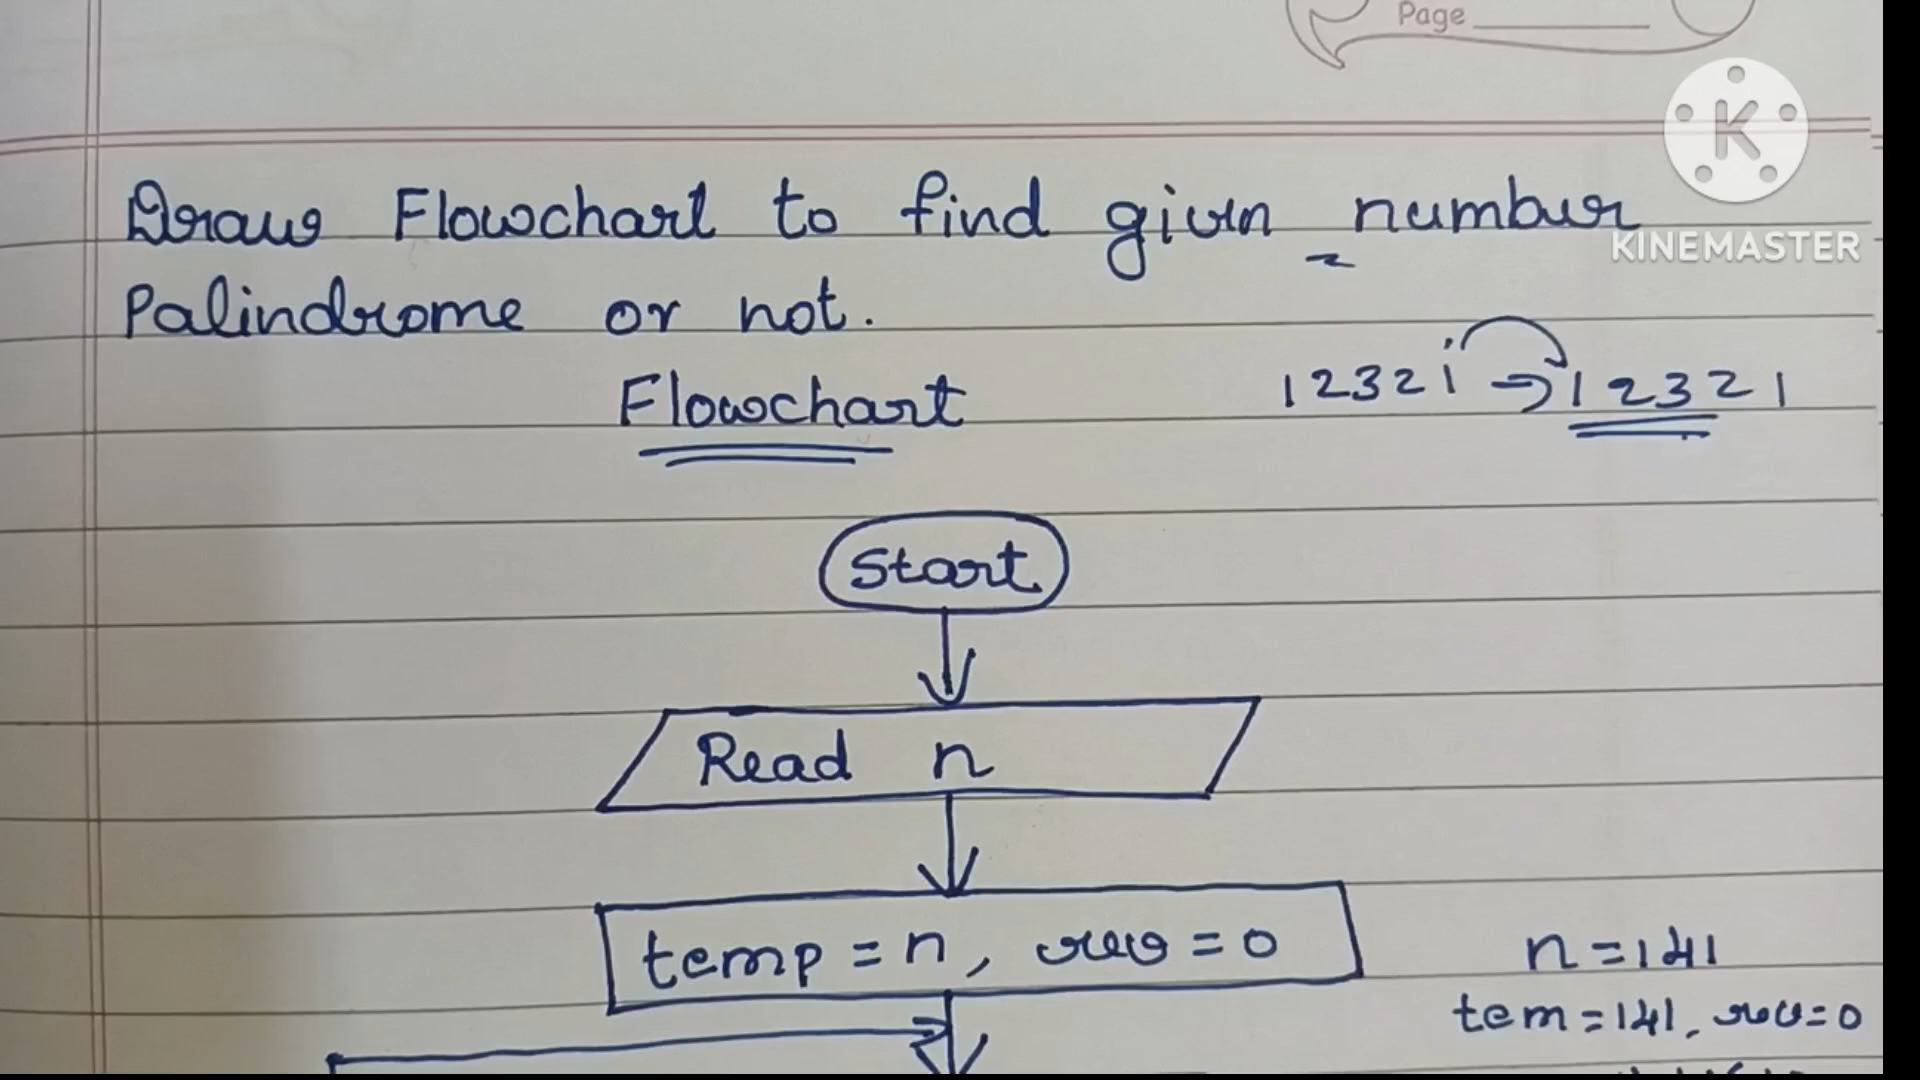 Page
K
KINEMASTER
Draw Flowchart to find given number
Palindrome or not.
Flowchart
12321 → 12321
Start
Read n
temp = n, rev = 0
n = 141
tem = 141, rev = 0